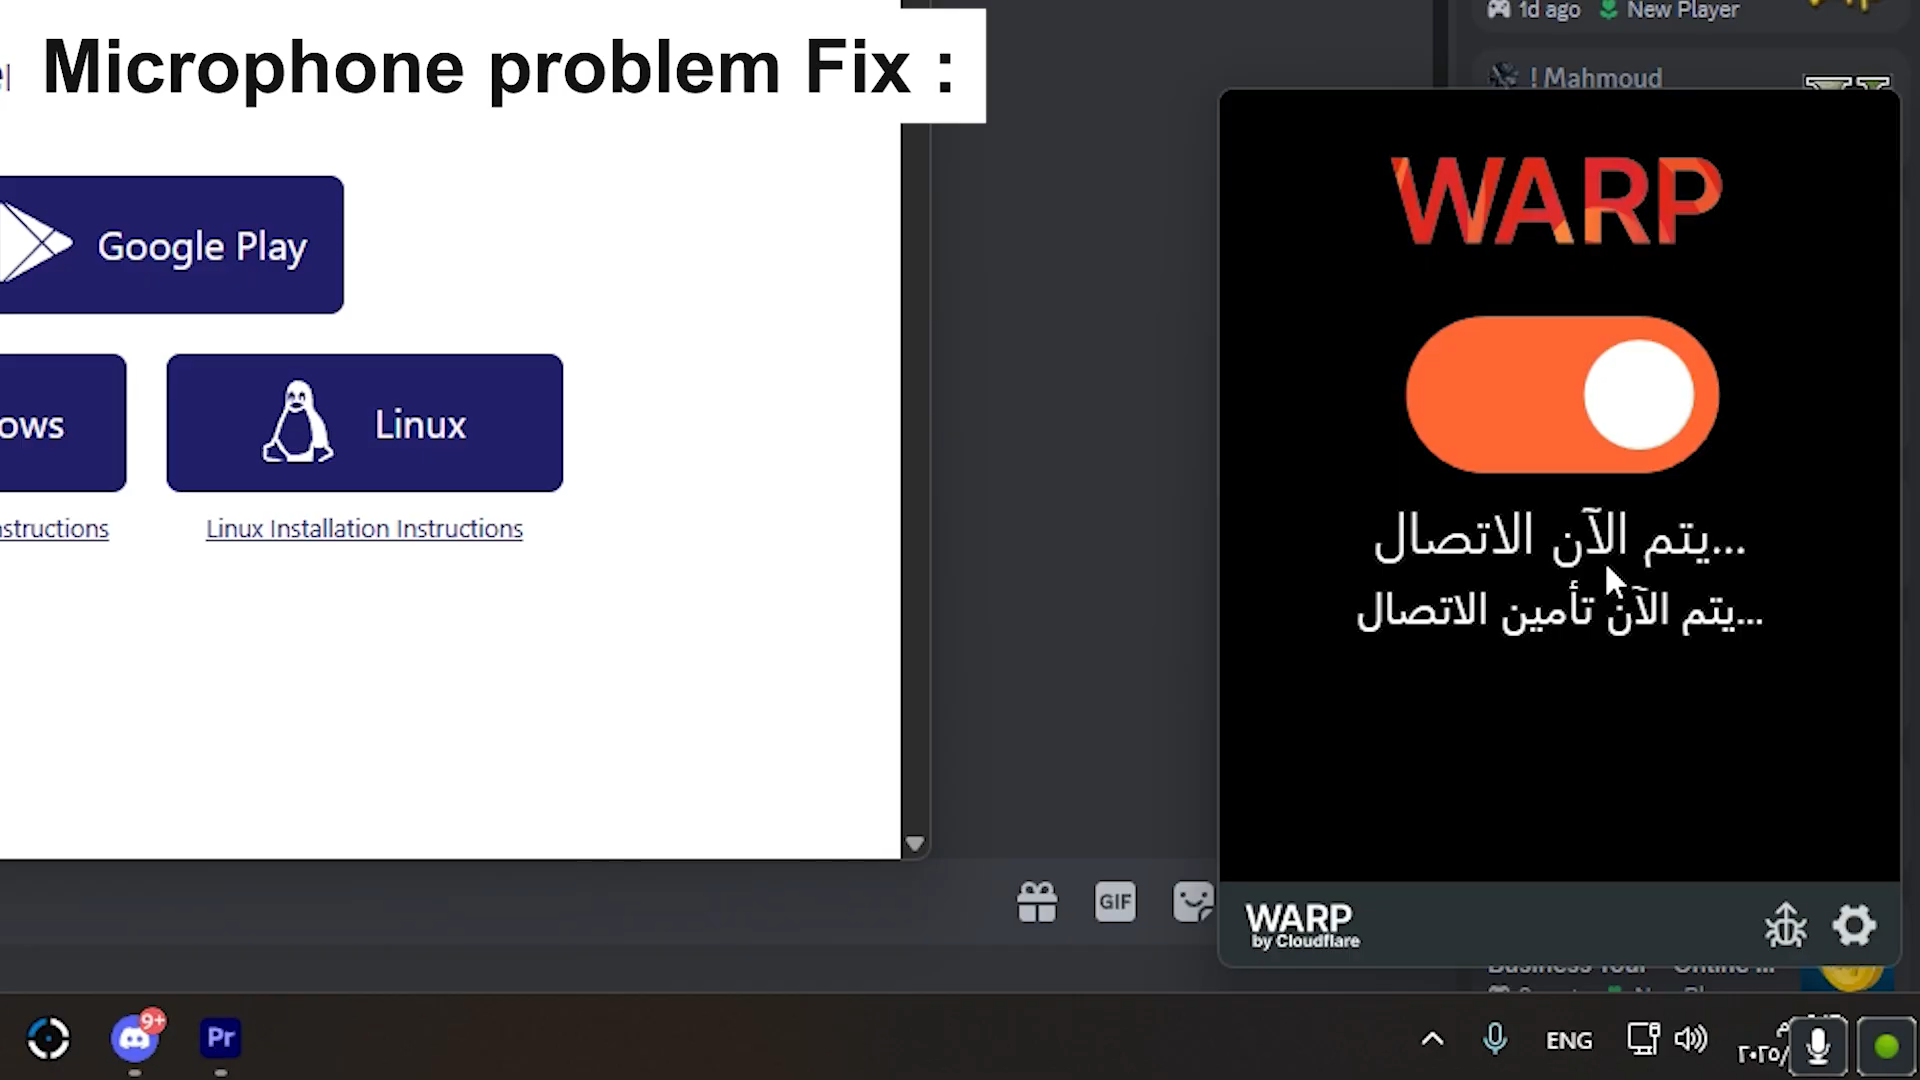 1d ago New Player
! Mahmoud
Microphone problem Fix :
WARP
Google Play
ows
Linux
nstructions
Linux Installation Instructions
يتم الآن الاتصال...
يتم الآن تأمين الاتصال...
GIF
WARP
by Cloudflare
9+
Pr
ENG